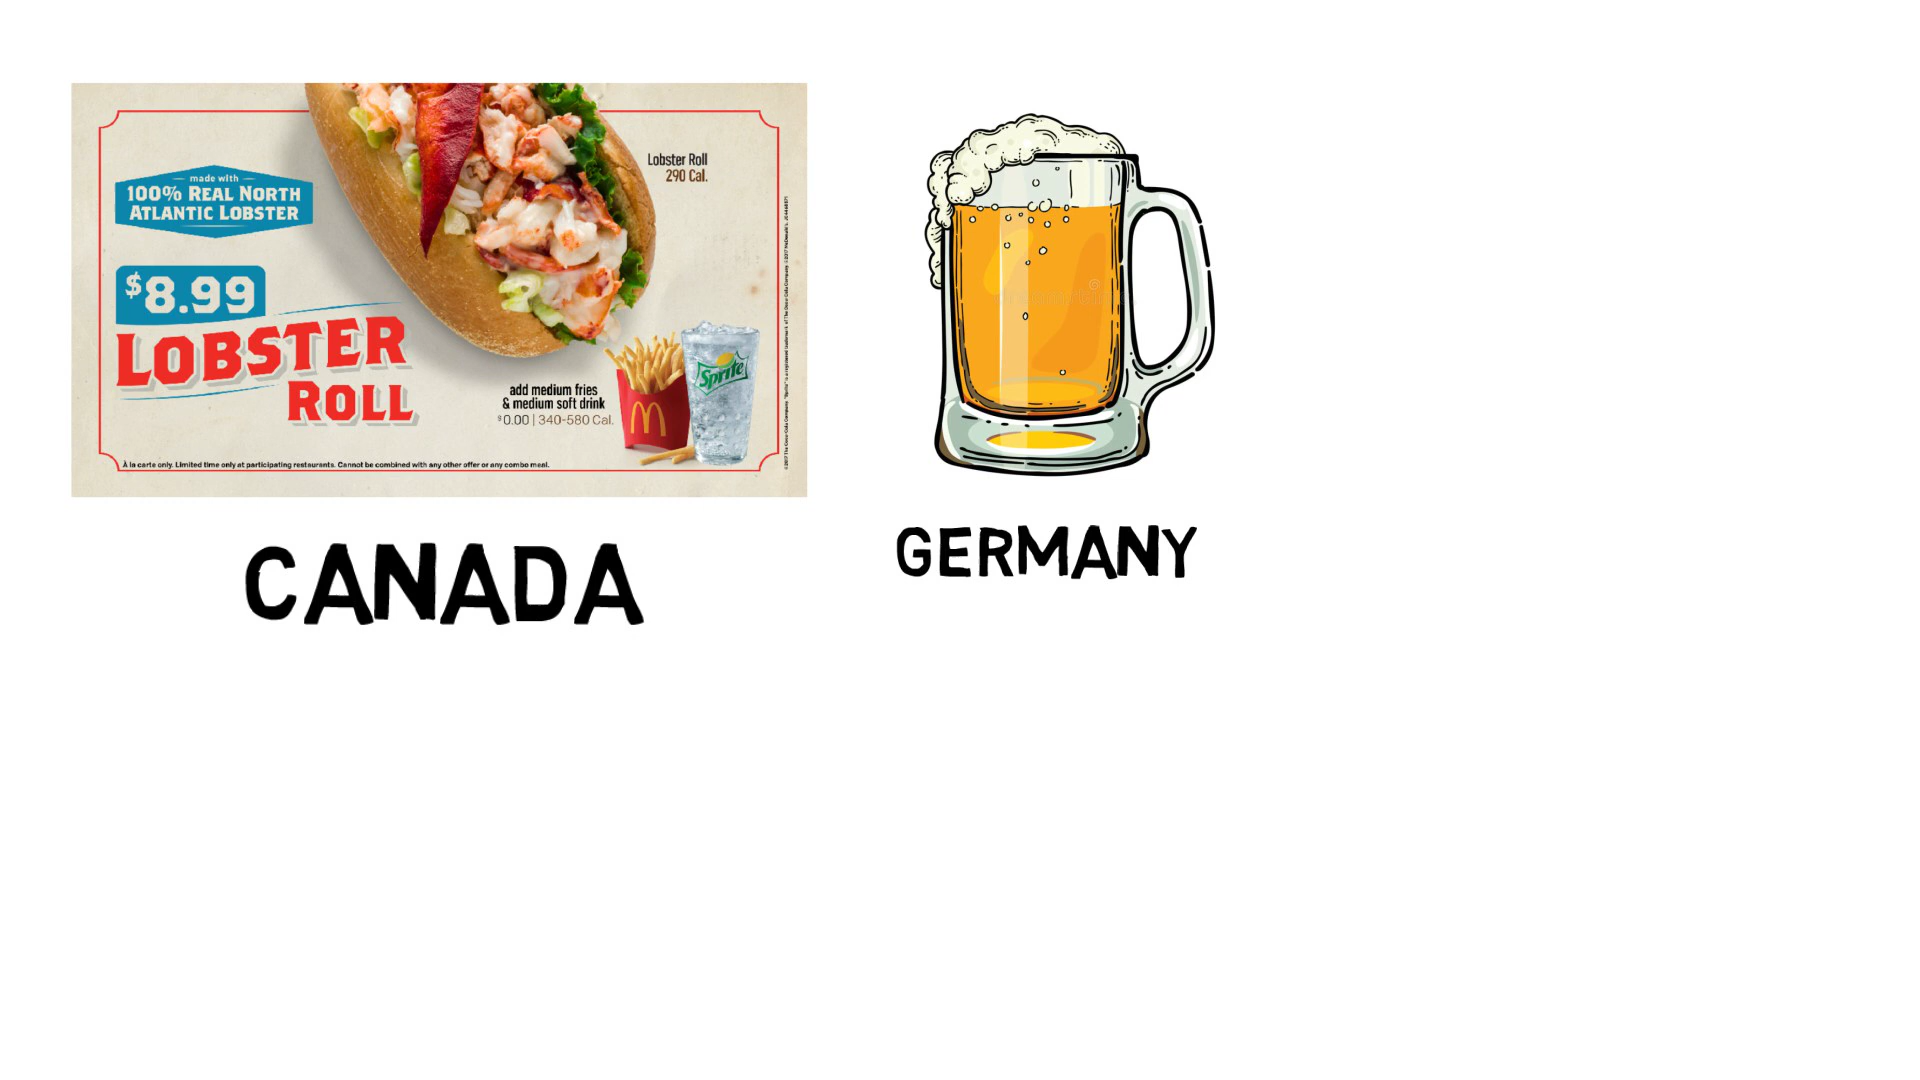 made with
100% REAL NORTH
ATLANTIC LOBSTER
$8.99
LOBSTER
ROLL
Lobster Roll
290 Cal.
add medium fries
& medium soft drink
$0.00 | 340-580 Cal.
Sprite
À la carte only. Limited time only at participating restaurants. Cannot be combined with any other offer or any combo meal.
CANADA
GERMANY